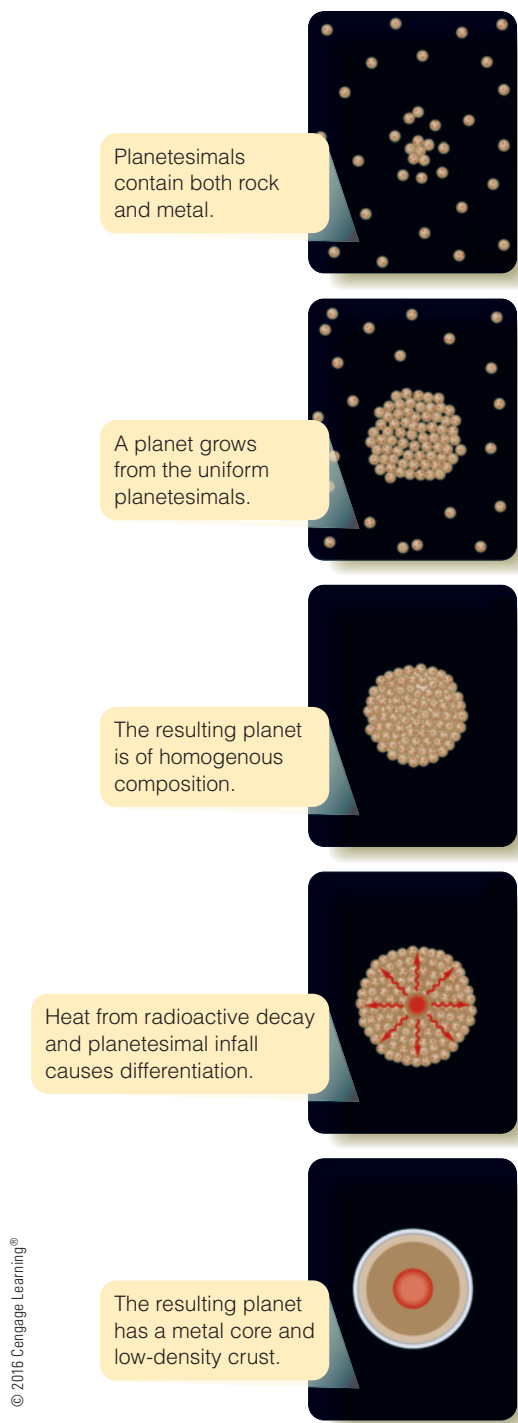 Planetesimals
contain both rock
and metal.
A planet grows
from the uniform
planetesimals.
The resulting planet
is of homogenous
composition.
Heat from radioactive decay
and planetesimal infall
causes differentiation.
The resulting planet
has a metal core and
low-density crust.
© 2016 Cengage Learning®